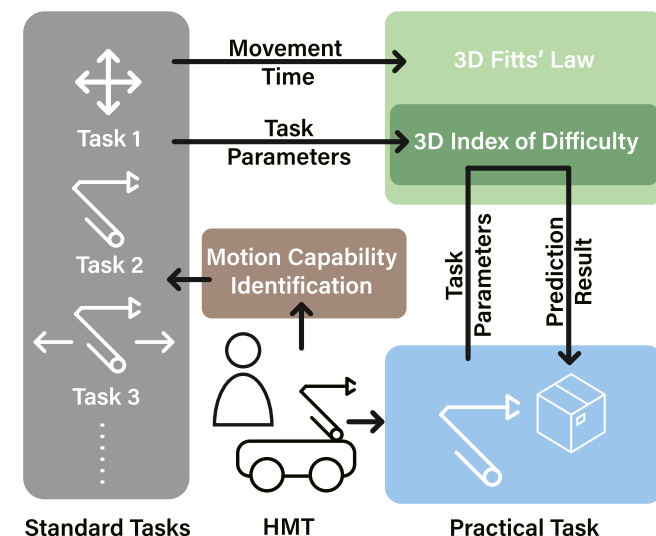 Movement
Time
3D Fitts’ Law
Task 1
Task
Parameters
3D Index of Difficulty
Task 2
Motion Capability
Identification
Task
Parameters
Prediction
Result
Task 3
Standard Tasks
HMT
Practical Task